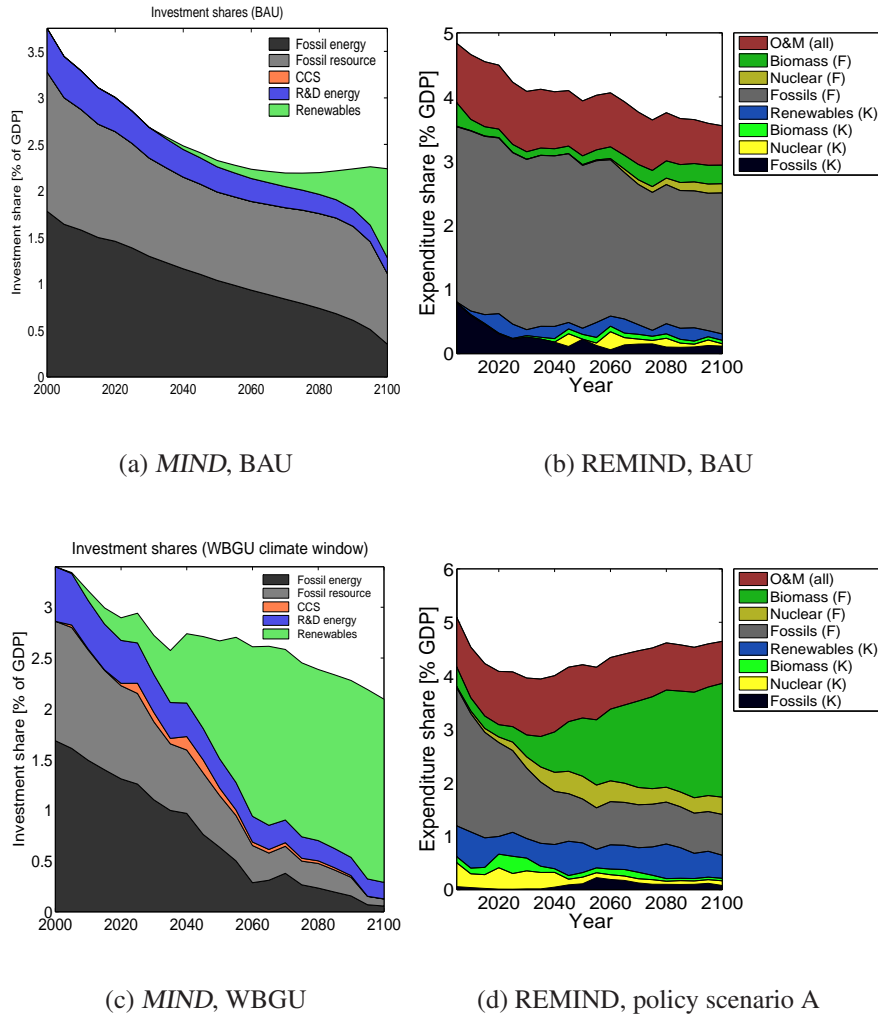 Investment shares (BAU)
Investment share [% of GDP]
3.5
3
2.5
2
1.5
1
0.5
0
2000
2020
2040
2060
2080
2100
Fossil energy
Fossil resource
CCS
R&D energy
Renewables
(a) MIND, BAU
Expenditure share [% GDP]
5
4
3
2
1
0
2020
2040
2060
2080
2100
Year
O&M (all)
Biomass (F)
Nuclear (F)
Fossils (F)
Renewables (K)
Biomass (K)
Nuclear (K)
Fossils (K)
(b) REMIND, BAU
Investment shares (WBGU climate window)
Investment share [% of GDP]
3
2.5
2
1.5
1
0.5
0
2000
2020
2040
2060
2080
2100
Fossil energy
Fossil resource
CCS
R&D energy
Renewables
(c) MIND, WBGU
Expenditure share [% GDP]
6
5
4
3
2
1
0
2020
2040
2060
2080
2100
Year
O&M (all)
Biomass (F)
Nuclear (F)
Fossils (F)
Renewables (K)
Biomass (K)
Nuclear (K)
Fossils (K)
(d) REMIND, policy scenario A